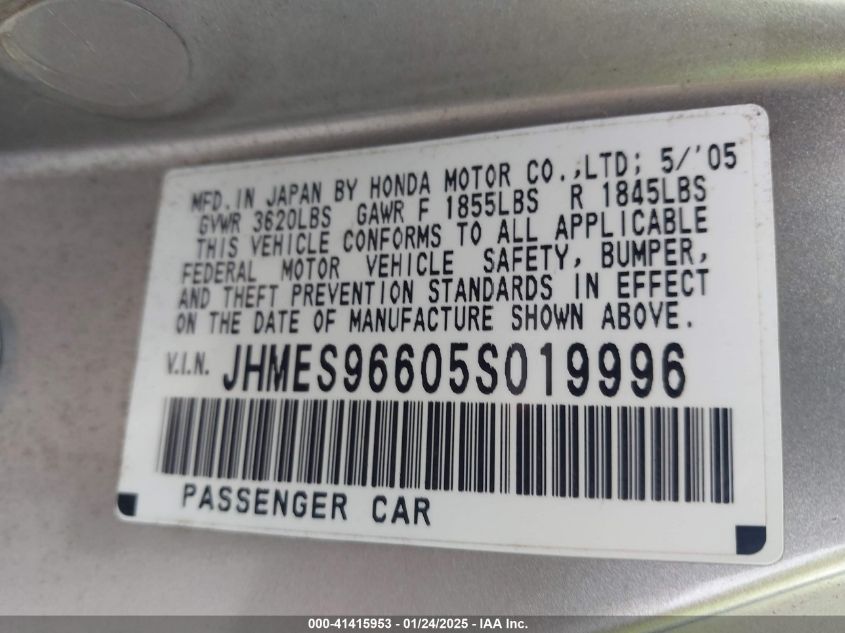 MFD. IN JAPAN BY HONDA MOTOR CO.,LTD; 5/'05
GVWR 3620LBS GAWR F 1855LBS R 1845LBS
THIS VEHICLE CONFORMS TO ALL APPLICABLE
FEDERAL MOTOR VEHICLE SAFETY, BUMPER,
AND THEFT PREVENTION STANDARDS IN EFFECT
ON THE DATE OF MANUFACTURE SHOWN ABOVE.
V.I.N. JHMES96605S019996
PASSENGER CAR
000-41415953 - 01/24/2025 - IAA Inc.